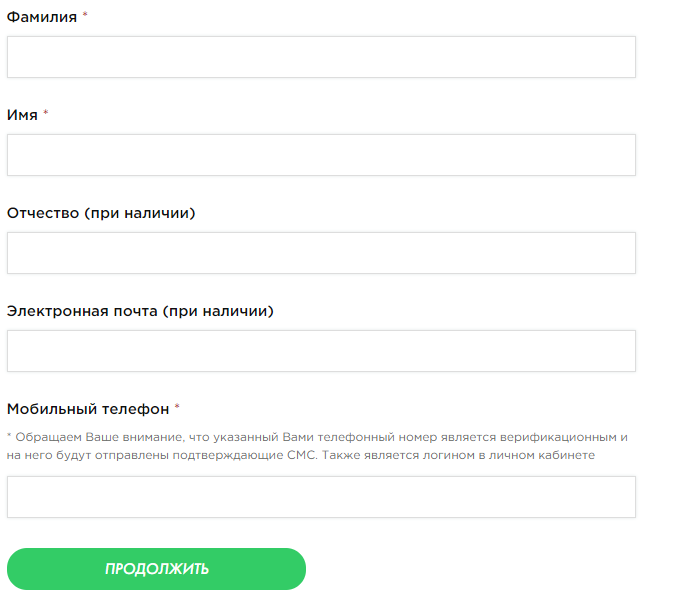 Фамилия *
Имя *
Отчество (при наличии)
Электронная почта (при наличии)
Мобильный телефон *
* Обращаем Ваше внимание, что указанный Вами телефонный номер является верификационным и
на него будут отправлены подтверждающие СМС. Также является логином в личном кабинете
ПРОДОЛЖИТЬ